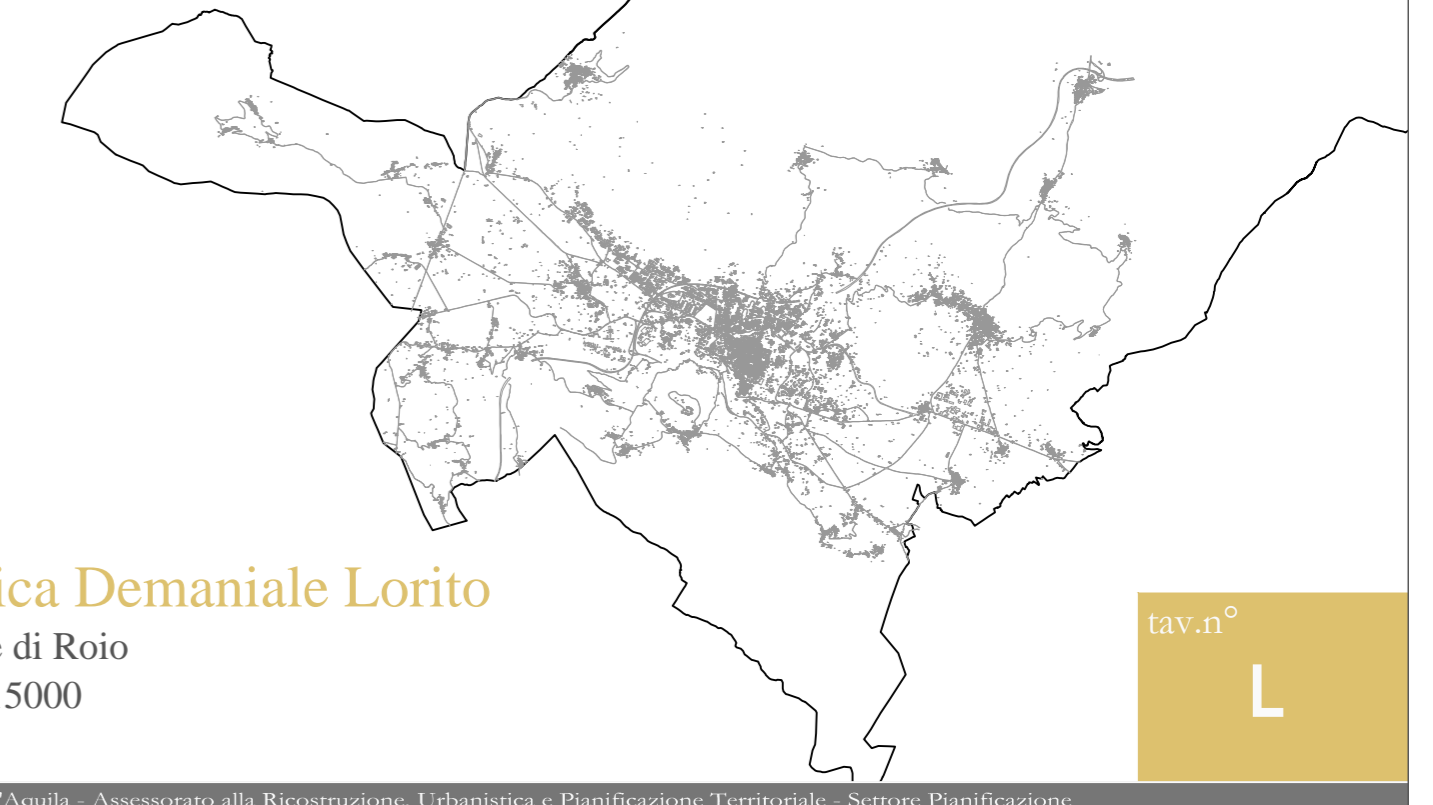 ica Demaniale Lorito
e di Roio
5000
tav.n°
L
'Aquila - Assessorato alla Ricostruzione, Urbanistica e Pianificazione Territoriale - Settore Pianificazione